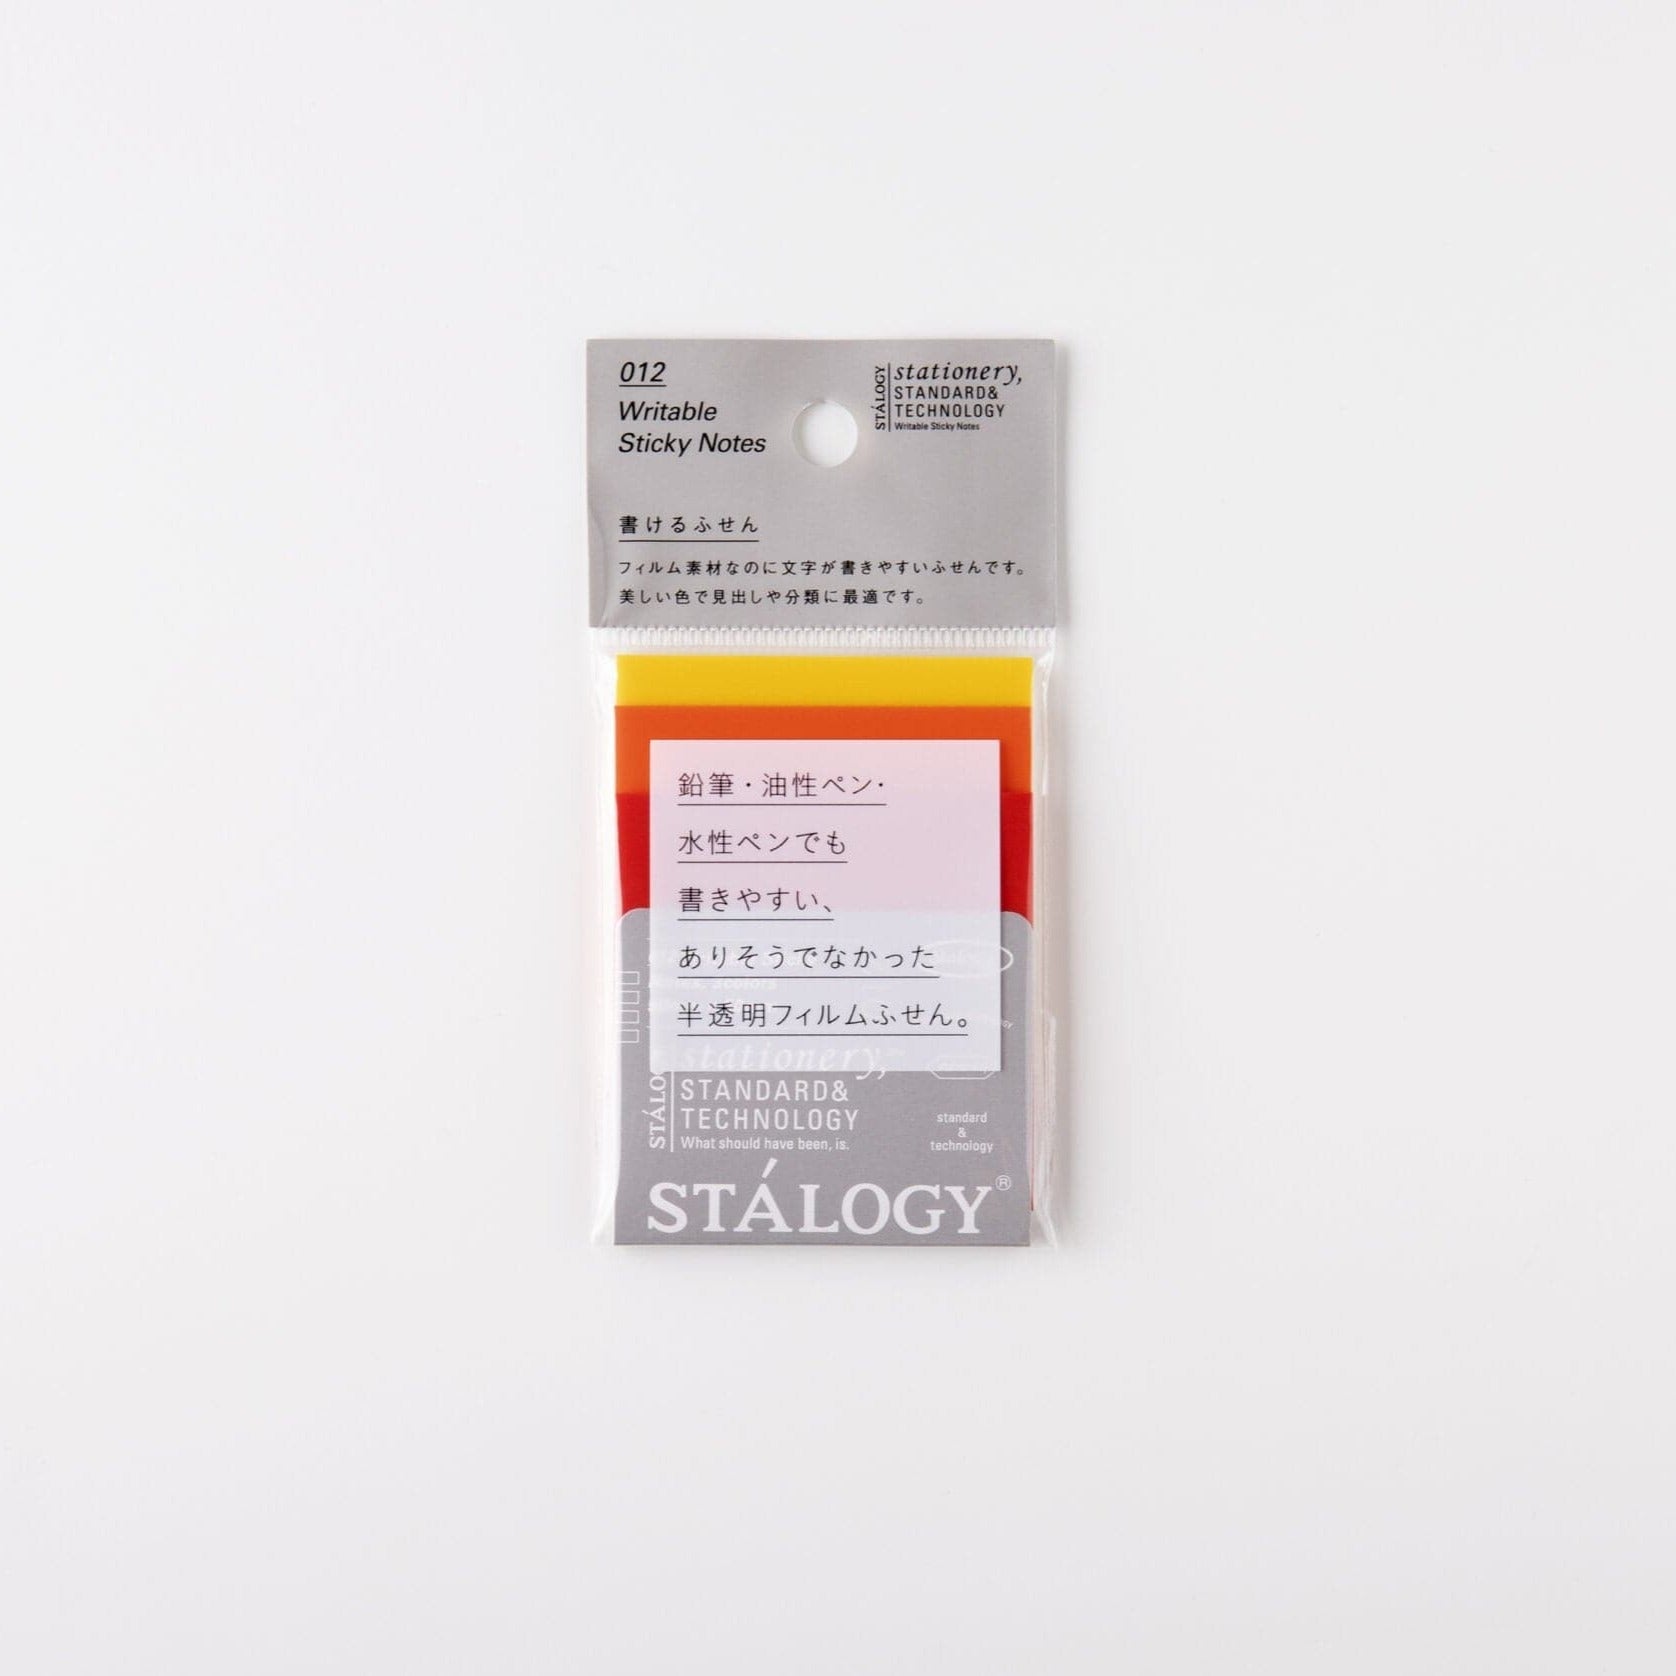 012
Writable
Sticky Notes
STÁLOGY
stationery,
STANDARD&
TECHNOLOGY
Writable Sticky Notes
書けるふせん
フィルム素材なのに文字が書きやすいふせんです。
美しい色で見出しや分類に最適です。
鉛筆・油性ペン・
水性ペンでも
書きやすい、
ありそうでなかった
半透明フィルムふせん。
3colors
stationery,
STANDARD&
TECHNOLOGY
What should have been, is.
standard
&
technology
STÁLOGY®